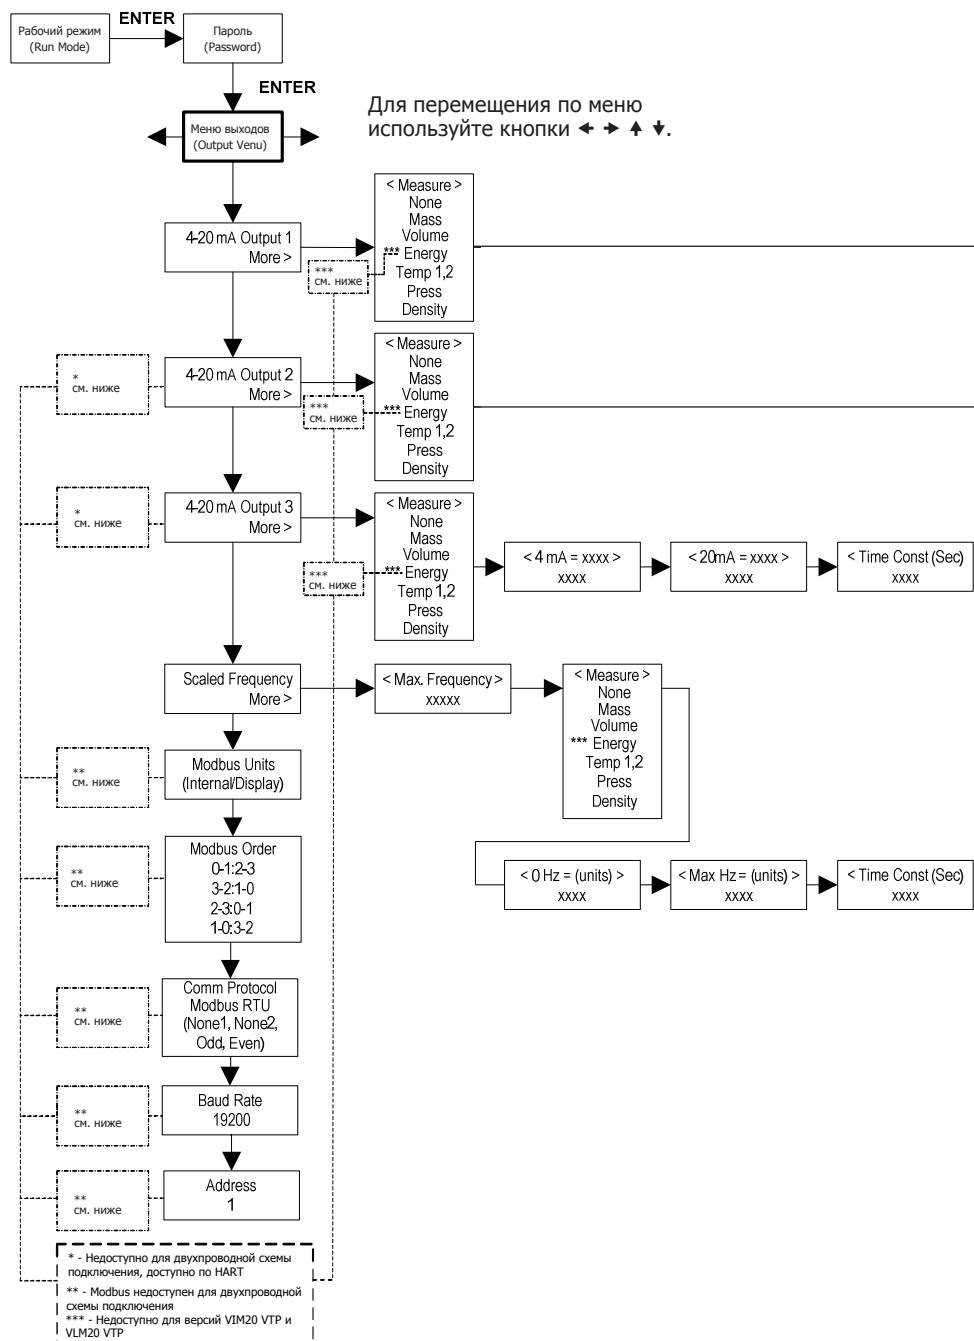 Рабочий режим
(Run Mode)
ENTER
Пароль
(Password)
ENTER
Для перемещения по меню
используйте кнопки ← → ↑ ↓.
Меню выходов
(Output Venu)
4-20 mA Output 1
More >
*** см. ниже
< Measure >
None
Mass
Volume
*** Energy
Temp 1,2
Press
Density
*
см. ниже
4-20 mA Output 2
More >
***
см. ниже
< Measure >
None
Mass
Volume
*** Energy
Temp 1,2
Press
Density
*
см. ниже
4-20 mA Output 3
More >
***
см. ниже
< Measure >
None
Mass
Volume
*** Energy
Temp 1,2
Press
Density
< 4 mA = xxxx >
xxxx
< 20mA = xxxx >
xxxx
< Time Const (Sec)
xxxx
Scaled Frequency
More >
< Max. Frequency >
xxxxx
< Measure >
None
Mass
Volume
*** Energy
Temp 1,2
Press
Density
< 0 Hz = (units) >
xxxx
< Max Hz = (units) >
xxxx
< Time Const (Sec)
xxxx
**
см. ниже
Modbus Units
(Internal/Display)
**
см. ниже
Modbus Order
0-1:2-3
3-2:1-0
2-3:0-1
1-0:3-2
**
см. ниже
Comm Protocol
Modbus RTU
(None1, None2,
Odd, Even)
**
см. ниже
Baud Rate
19200
**
см. ниже
Address
1
* - Недоступно для двухпроводной схемы
подключения, доступно по HART
** - Modbus недоступен для двухпроводной
схемы подключения
*** - Недоступно для версий VIM20 VTP и
VLM20 VTP